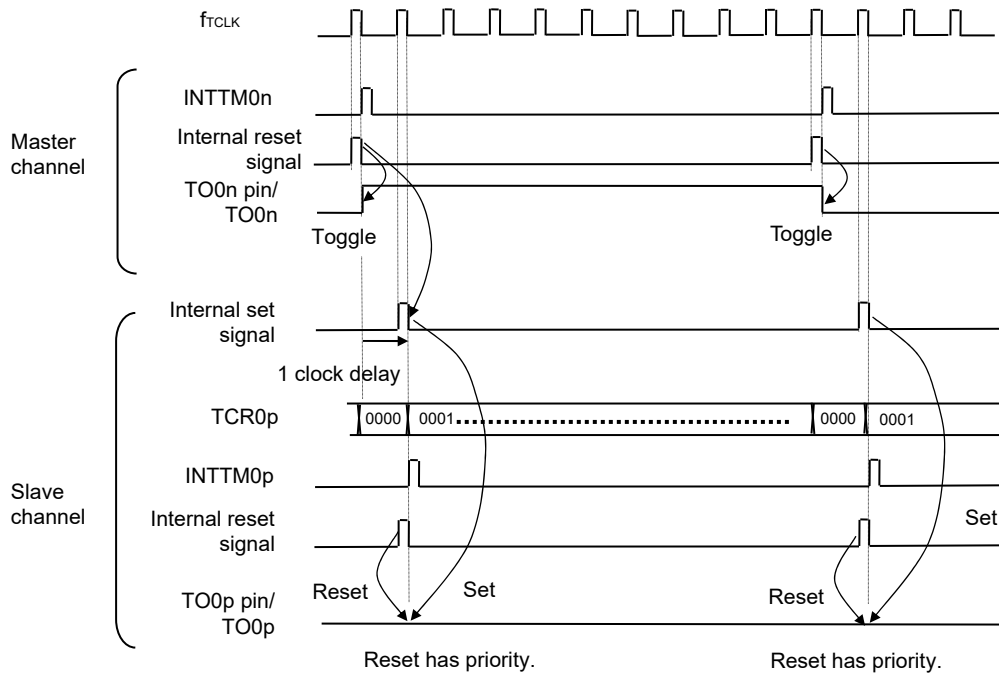 fTCLK
Master
channel
INTTM0n
Internal reset
signal
TO0n pin/
TO0n
Toggle
Toggle
Slave
channel
Internal set
signal
1 clock delay
TCR0p
0000
0001
0000
0001
INTTM0p
Internal reset
signal
Set
Reset
Set
Reset
TO0p pin/
TO0p
Reset has priority.
Reset has priority.